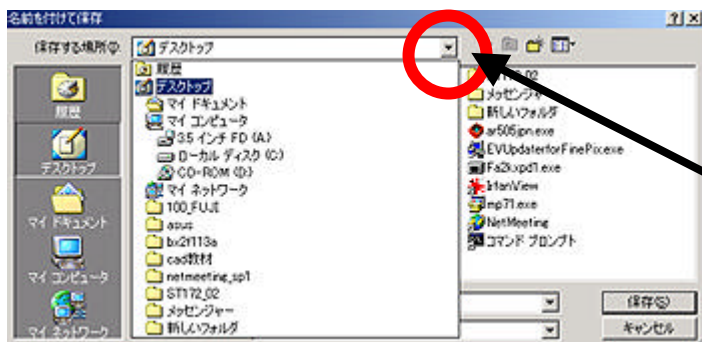 名前を付けて保存
保存する場所(I):
デスクトップ
履歴
デスクトップ
マイ ドキュメント
マイ コンピュータ
マイ ネットワーク
履歴
デスクトップ
マイ ドキュメント
マイ コンピュータ
3.5 インチ FD (A:)
ローカル ディスク (C:)
CD-ROM (D:)
マイ ネットワーク
100_FUJI
asus
bx2f113a
cad教材
netmeeting_sp1
ST172_02
メッセンジャー
新しいフォルダ
メッセンジャー
新しいフォルダ
ar505jpn.exe
EVUpdaterforFinePix.exe
Fa2kxpd1.exe
IrfanView
mp71.exe
NetMeeting
コマンド プロンプト
保存(S)
キャンセル